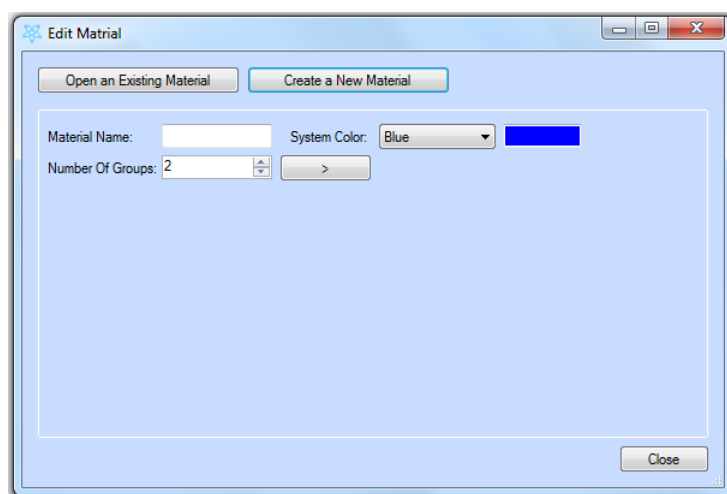 Edit Matrial
Open an Existing Material Create a New Material
Material Name: System Color: Blue
Number Of Groups: 2 >
Close